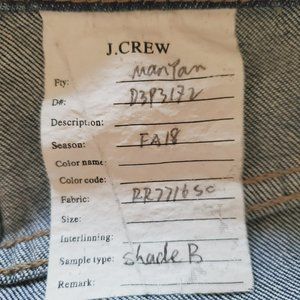 J.CREW
Fty: Manyan
D#: D3P3172
Description:
Season: FA18
Color name:
Color code:
Fabric: RR7716SC
Size:
Interlinning:
Sample type: Shade B
Remark: